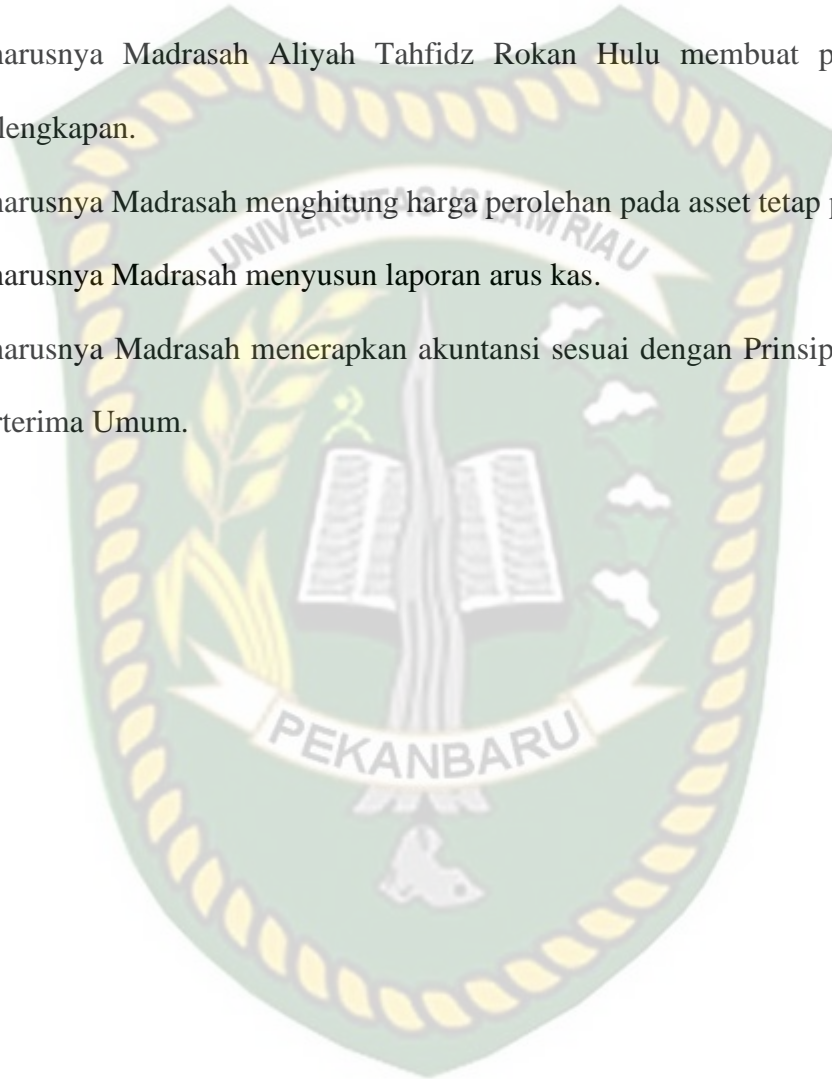 harusnya Madrasah Aliyah Tahfidz Rokan Hulu membuat p
lengkapan.
harusnya Madrasah menghitung harga perolehan pada asset tetap p
harusnya Madrasah menyusun laporan arus kas.
harusnya Madrasah menerapkan akuntansi sesuai dengan Prinsip
rterima Umum.
UNIVERSITAS ISLAM RIAU
PEKANBARU